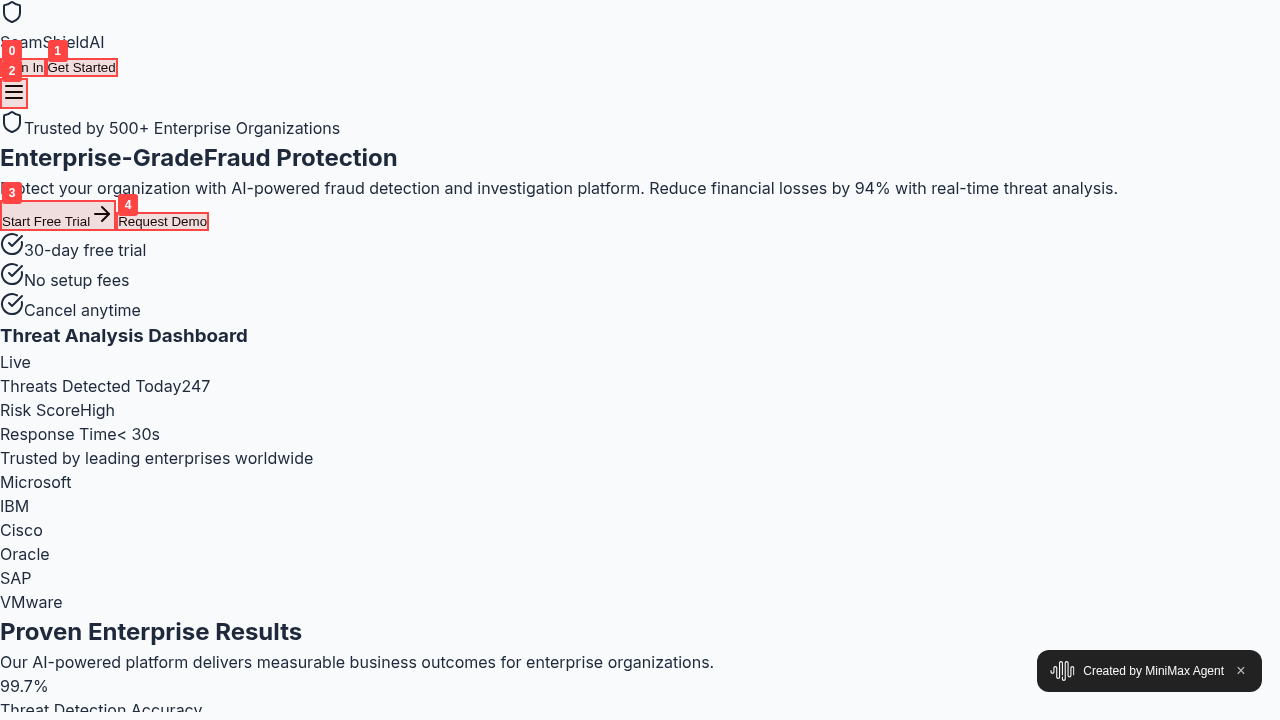 ScamShieldAI
0
1
Sign In
Get Started
2
Trusted by 500+ Enterprise Organizations
Enterprise-GradeFraud Protection
Protect your organization with AI-powered fraud detection and investigation platform. Reduce financial losses by 94% with real-time threat analysis.
3
4
Start Free Trial
Request Demo
30-day free trial
No setup fees
Cancel anytime
Threat Analysis Dashboard
Live
Threats Detected Today247
Risk ScoreHigh
Response Time< 30s
Trusted by leading enterprises worldwide
Microsoft
IBM
Cisco
Oracle
SAP
VMware
Proven Enterprise Results
Our AI-powered platform delivers measurable business outcomes for enterprise organizations.
99.7%
Threat Detection Accuracy
Created by MiniMax Agent ×